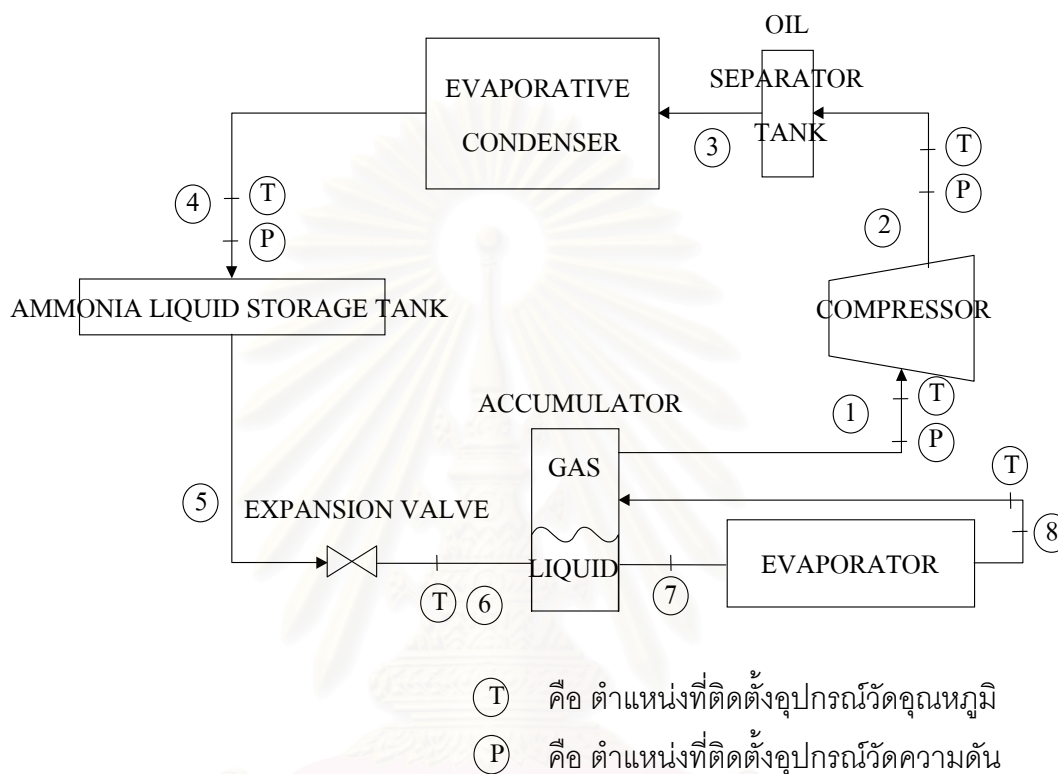 OIL
SEPARATOR
TANK
EVAPORATIVE
CONDENSER
3
T
P
2
4
T
P
AMMONIA LIQUID STORAGE TANK
COMPRESSOR
ACCUMULATOR
1
T
P
GAS
T
5
EXPANSION VALVE
8
LIQUID
EVAPORATOR
T
6
7
T คือ ตำแหน่งที่ติดตั้งอุปกรณ์วัดอุณหภูมิ
P คือ ตำแหน่งที่ติดตั้งอุปกรณ์วัดความดัน